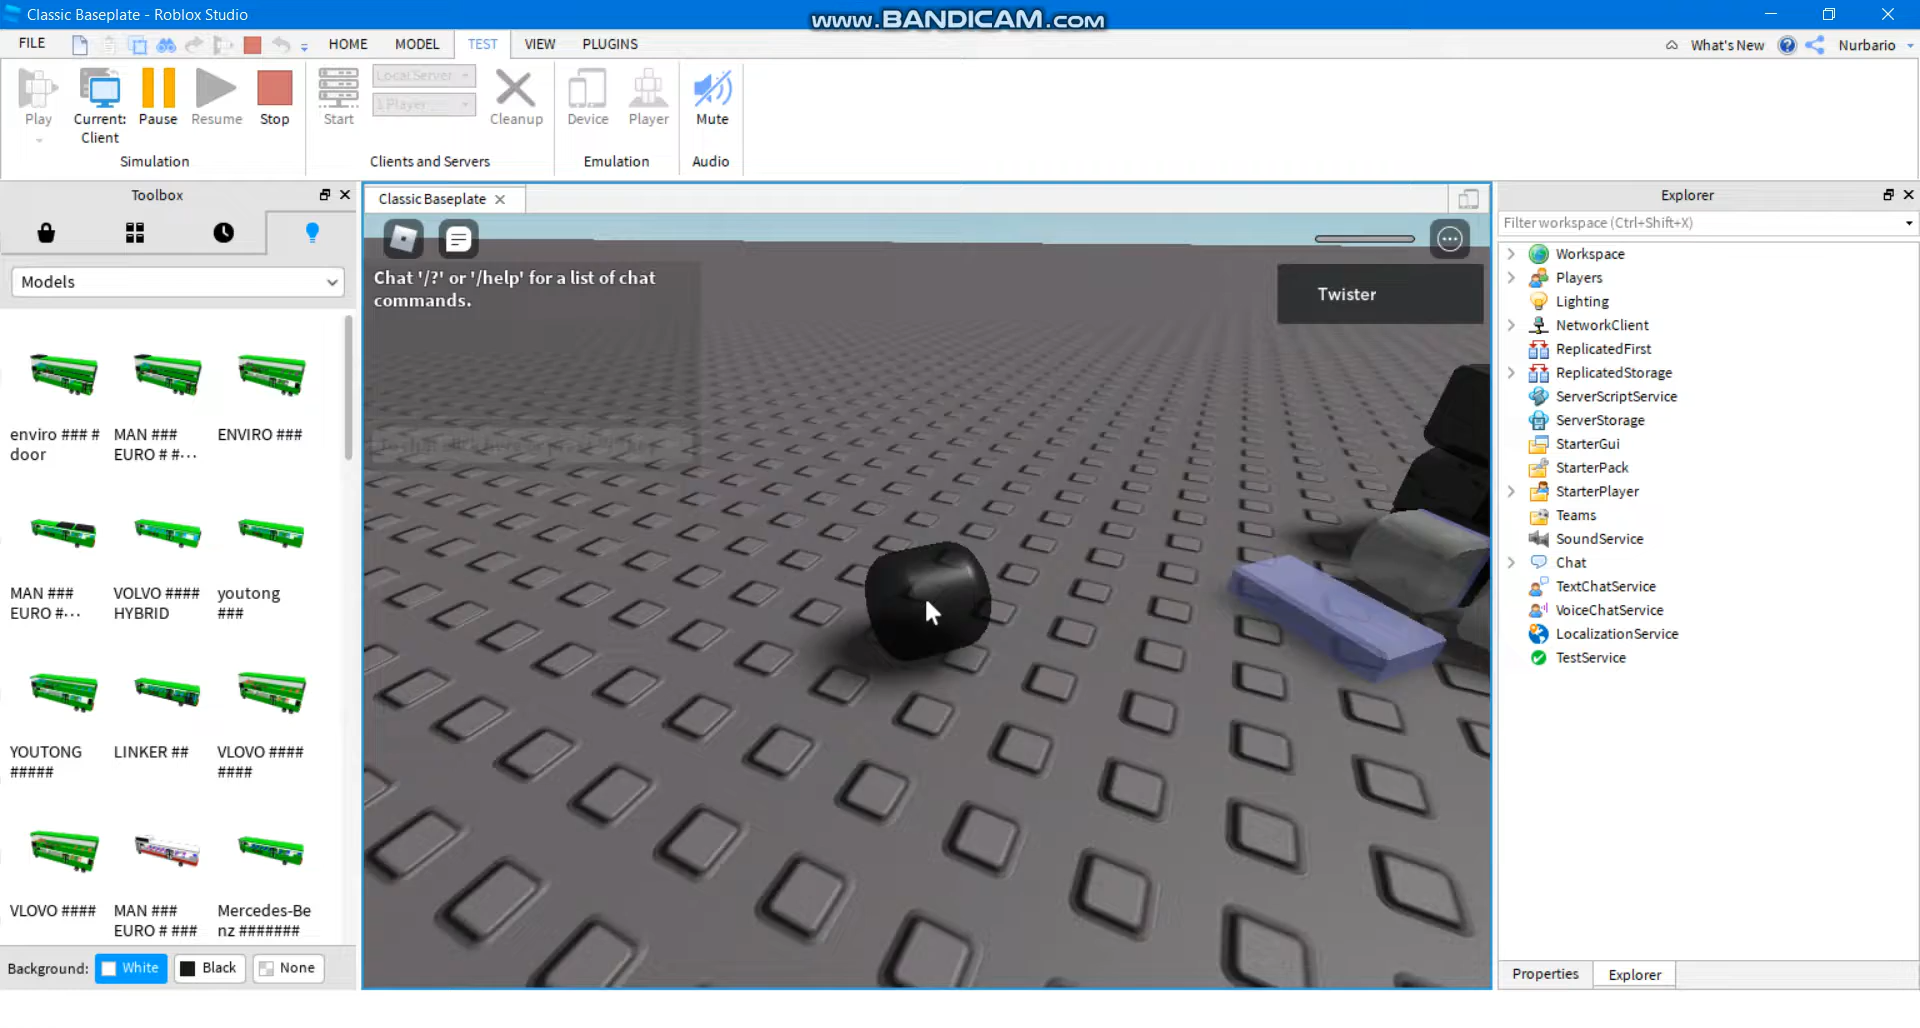 Classic Baseplate - Roblox Studio
www.BANDICAM.com
FILE
HOME
MODEL
TEST
VIEW
PLUGINS
What's New
Nurbario
Play
Current:
Client
Pause
Resume
Stop
Simulation
Start
Local Server
1 Player
Cleanup
Clients and Servers
Device
Player
Emulation
Mute
Audio
Toolbox
Models
enviro ### #
door
MAN ###
EURO # #...
ENVIRO ###
MAN ###
EURO #...
VOLVO ####
HYBRID
youtong
###
YOUTONG
#####
LINKER ##
VLOVO ####
####
VLOVO ####
MAN ###
EURO # ###
Mercedes-Be
nz #######
Background:
White
Black
None
Classic Baseplate
Chat '/?' or '/help' for a list of chat
commands.
Twister
Explorer
Filter workspace (Ctrl+Shift+X)
Workspace
Players
Lighting
NetworkClient
ReplicatedFirst
ReplicatedStorage
ServerScriptService
ServerStorage
StarterGui
StarterPack
StarterPlayer
Teams
SoundService
Chat
TextChatService
VoiceChatService
LocalizationService
TestService
Properties
Explorer